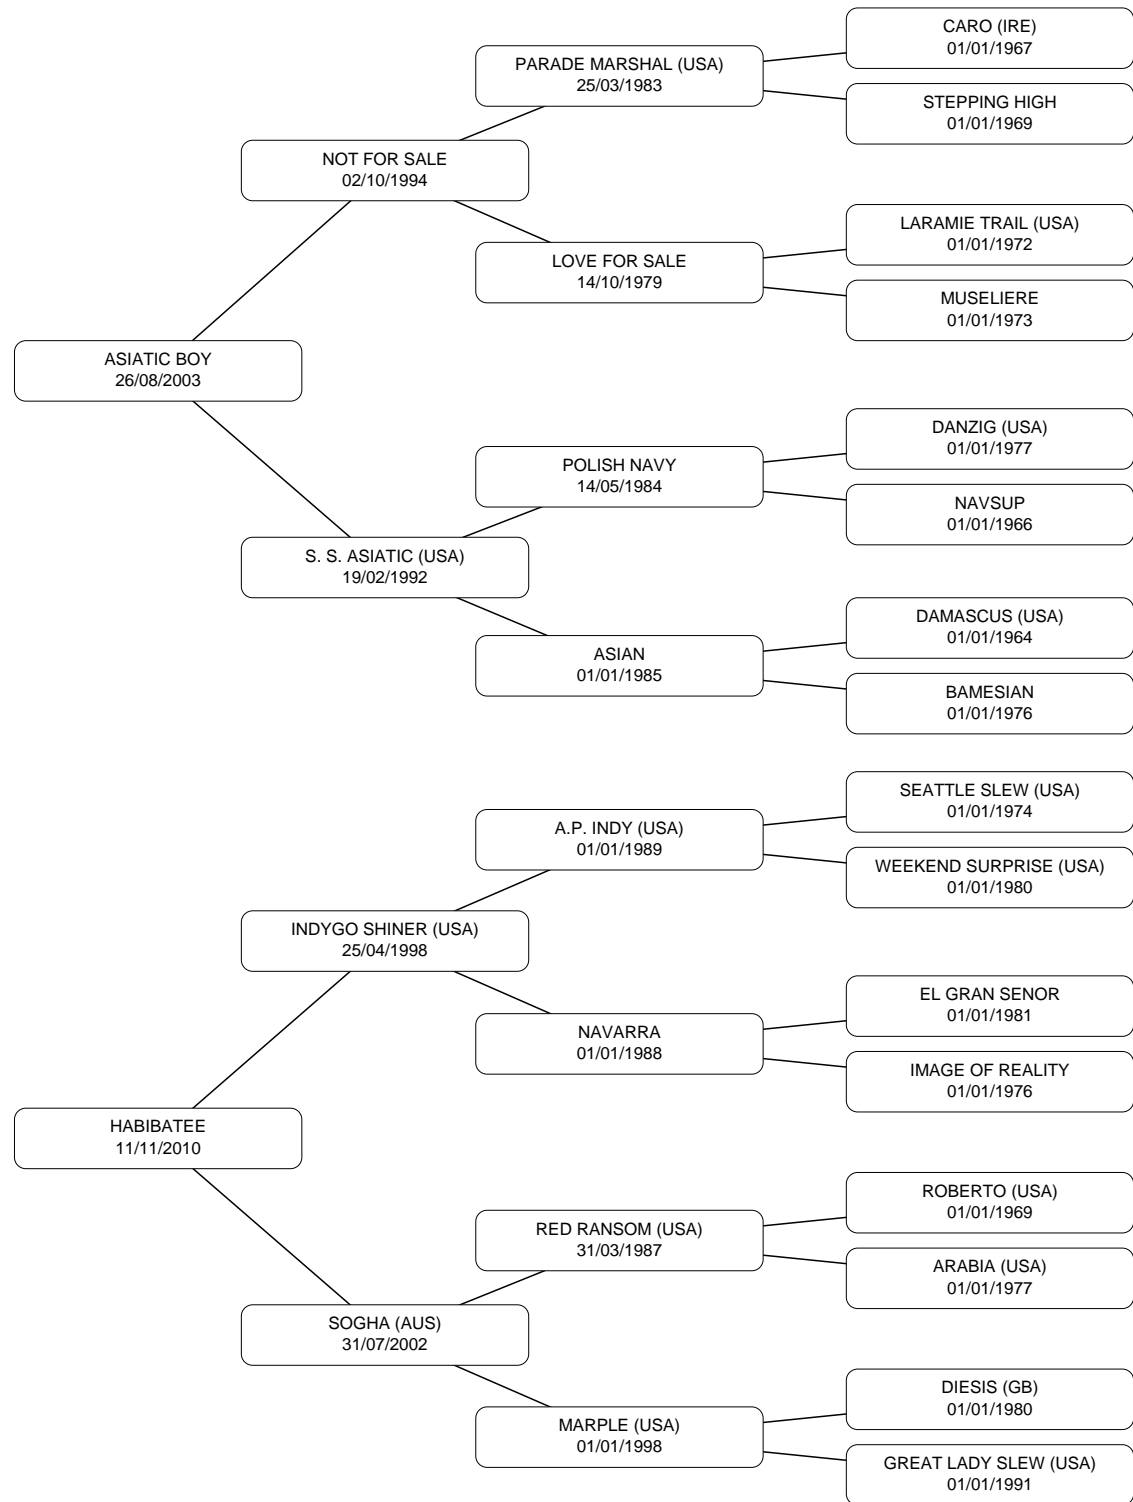 CARO (IRE)
01/01/1967
PARADE MARSHAL (USA)
25/03/1983
STEPPING HIGH
01/01/1969
NOT FOR SALE
02/10/1994
LARAMIE TRAIL (USA)
01/01/1972
LOVE FOR SALE
14/10/1979
MUSELIERE
01/01/1973
ASIATIC BOY
26/08/2003
DANZIG (USA)
01/01/1977
POLISH NAVY
14/05/1984
NAVSUP
01/01/1966
S. S. ASIATIC (USA)
19/02/1992
DAMASCUS (USA)
01/01/1964
ASIAN
01/01/1985
BAMESIAN
01/01/1976
SEATTLE SLEW (USA)
01/01/1974
A.P. INDY (USA)
01/01/1989
WEEKEND SURPRISE (USA)
01/01/1980
INDYGO SHINER (USA)
25/04/1998
EL GRAN SENOR
01/01/1981
NAVARRA
01/01/1988
IMAGE OF REALITY
01/01/1976
HABIBATEE
11/11/2010
ROBERTO (USA)
01/01/1969
RED RANSOM (USA)
31/03/1987
ARABIA (USA)
01/01/1977
SOGHA (AUS)
31/07/2002
DIESIS (GB)
01/01/1980
MARPLE (USA)
01/01/1998
GREAT LADY SLEW (USA)
01/01/1991